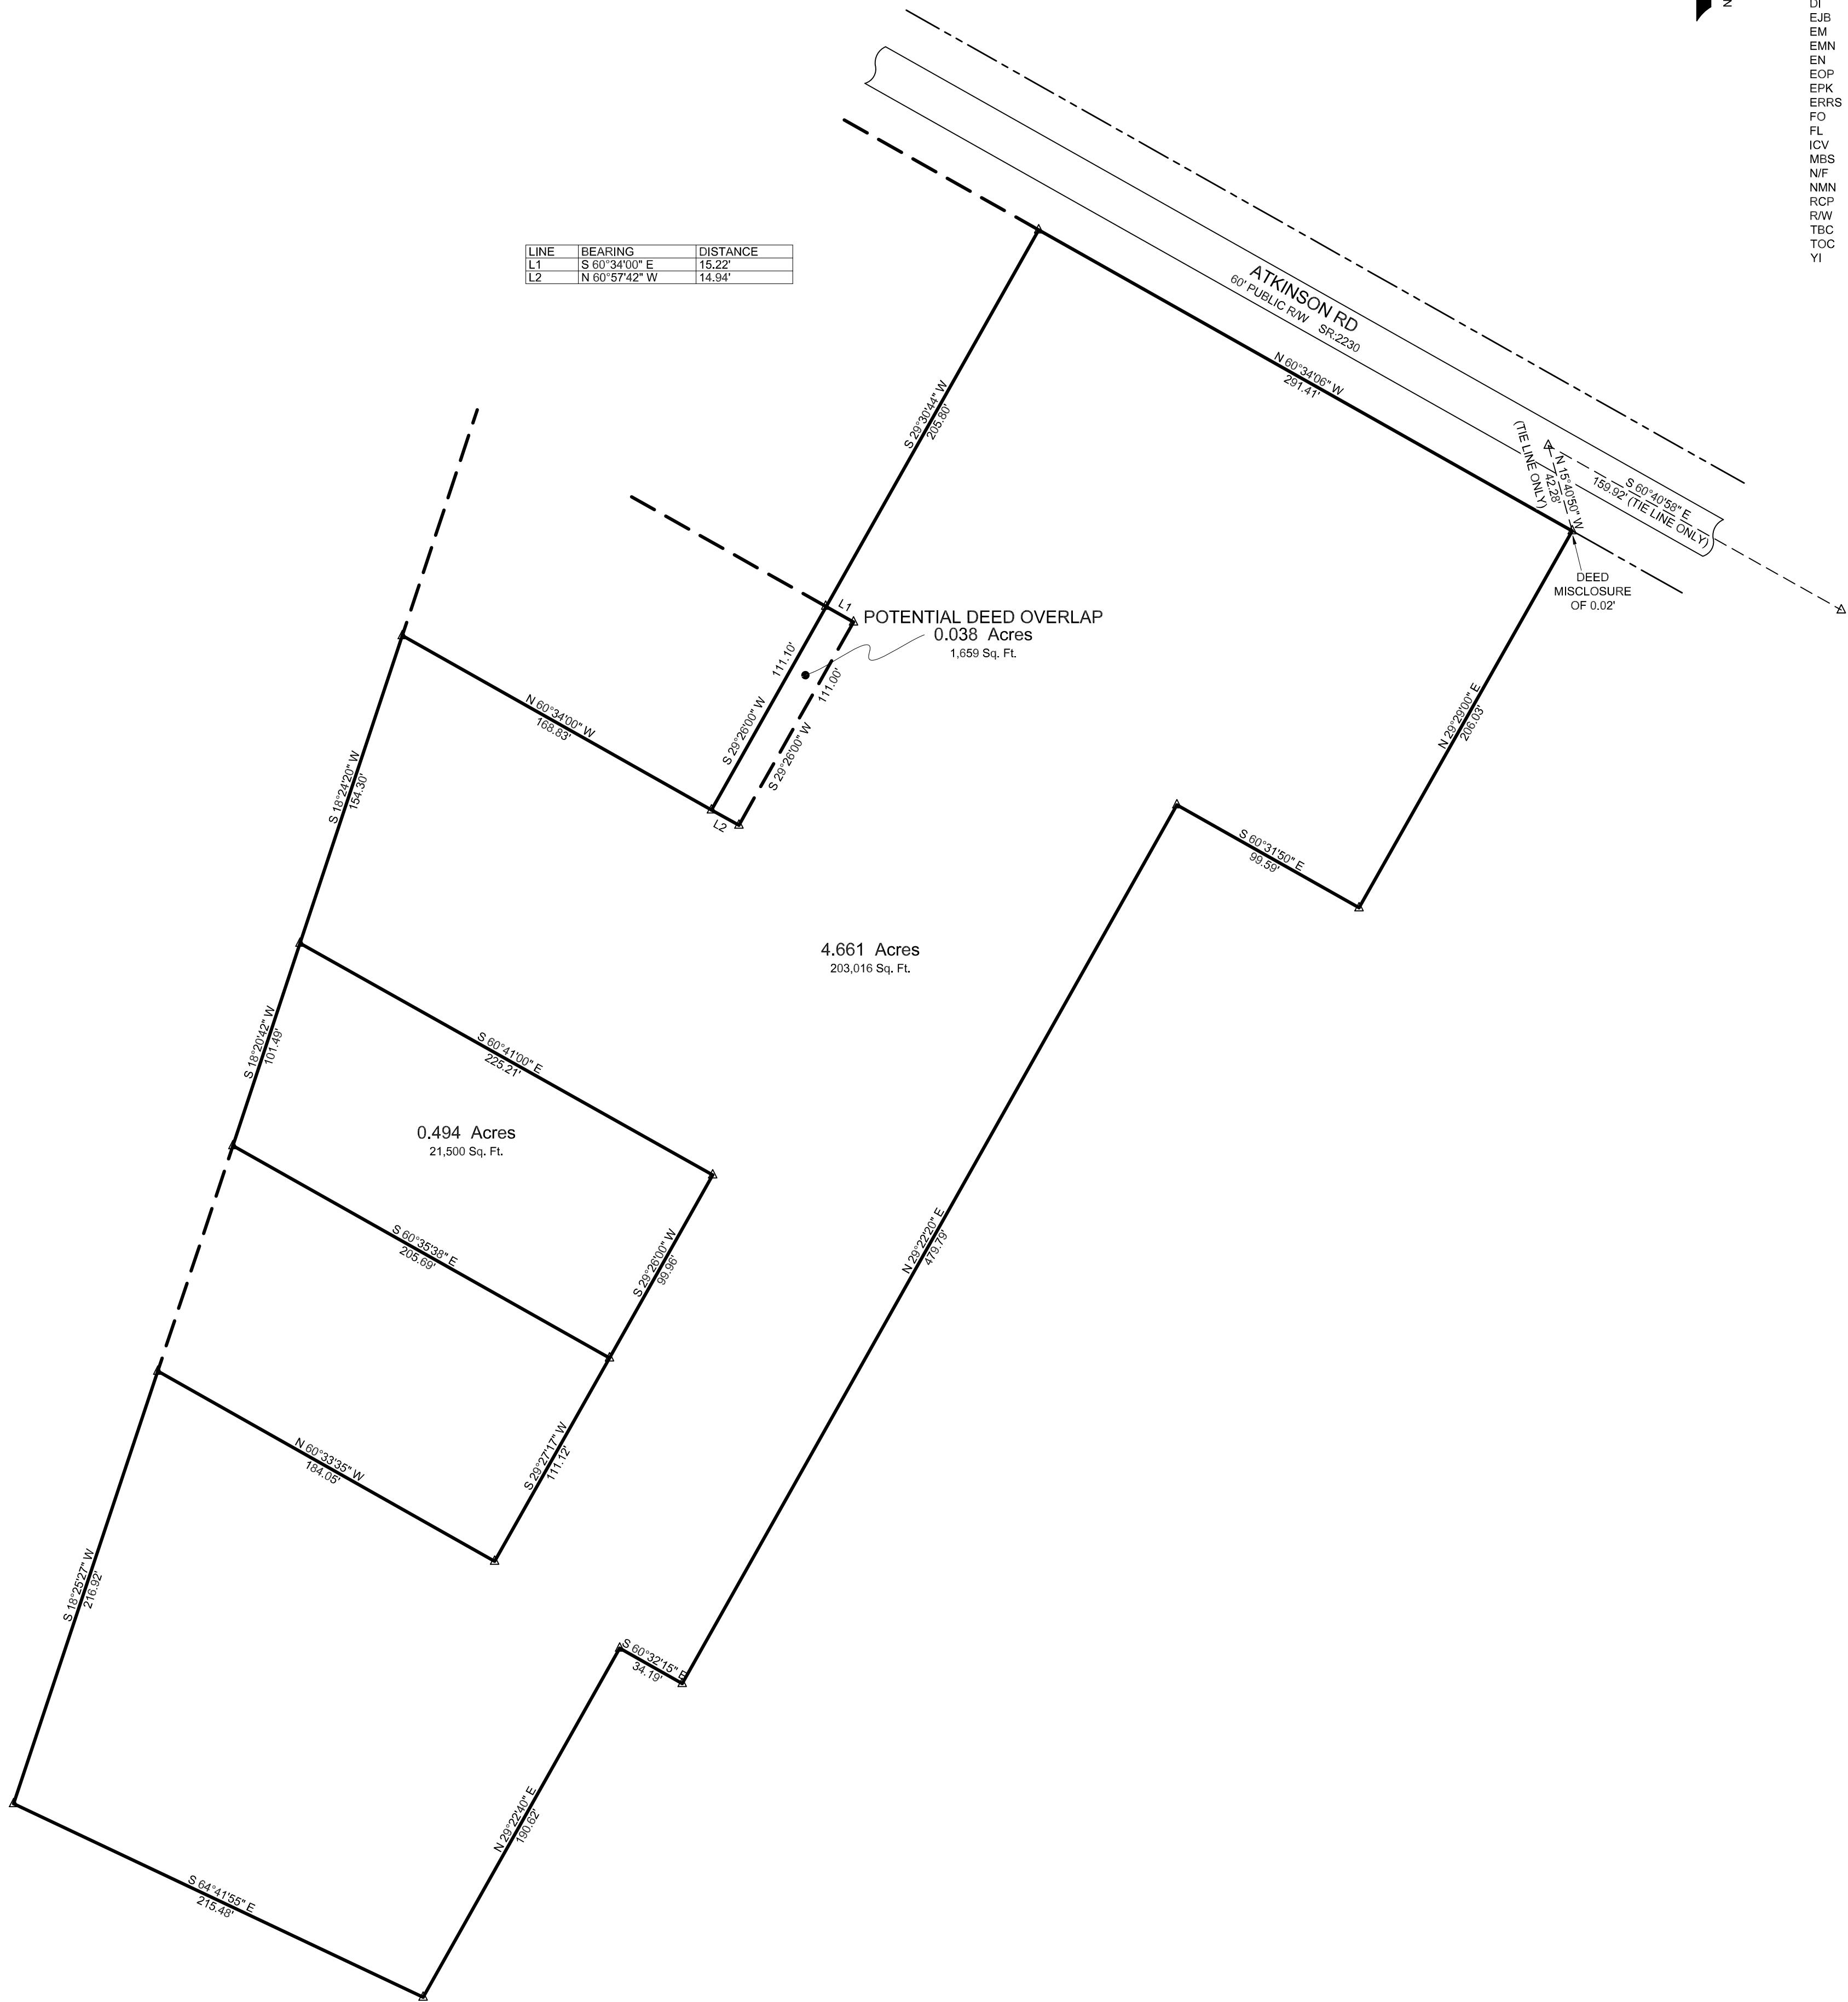 N
DI
EJB
EM
EMN
EN
EOP
EPK
ERRS
FO
FL
ICV
MBS
N/F
NMN
RCP
R/W
TBC
TOC
YI
LINE BEARING DISTANCE
L1 S 60°34'00" E 15.22'
L2 N 60°57'42" W 14.94'
ATKINSON RD
60' PUBLIC R/W SR:2230
N 60°34'06" W
291.41'
S 29°30'44" W
205.80'
(TIE LINE ONLY)
N 15°40'50" W
42.28'
S 60°40'58" E
159.92' (TIE LINE ONLY)
DEED
MISCLOSURE
OF 0.02'
L1
POTENTIAL DEED OVERLAP
0.038 Acres
1,659 Sq. Ft.
111.10'
S 29°26'00" W
111.00'
S 29°26'00" W
L2
N 60°34'00" W
168.83'
N 29°29'00" E
206.03'
S 18°24'20" W
154.30'
S 60°31'50" E
99.59'
4.661 Acres
203,016 Sq. Ft.
S 18°20'42" W
101.49'
S 60°41'00" E
225.21'
0.494 Acres
21,500 Sq. Ft.
S 60°35'38" E
205.69'
S 29°26'00" W
99.96'
N 29°22'20" E
479.79'
N 60°33'35" W
184.05'
S 29°27'17" W
111.12'
S 18°25'27" W
216.92'
S 60°32'15" E
34.19'
N 29°22'40" E
190.62'
S 64°41'55" E
215.48'